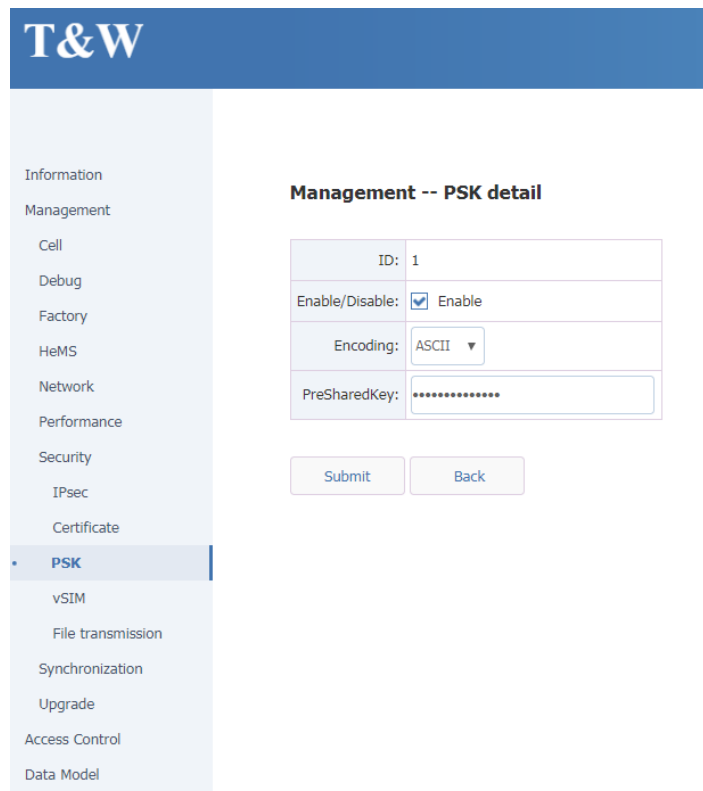 T&W
Information
Management
Cell
Debug
Factory
HeMS
Network
Performance
Security
IPsec
Certificate
PSK
vSIM
File transmission
Synchronization
Upgrade
Access Control
Data Model
Management -- PSK detail
ID: 1
Enable/Disable: Enable
Encoding: ASCII
PreSharedKey: ••••••••••••••
Submit Back